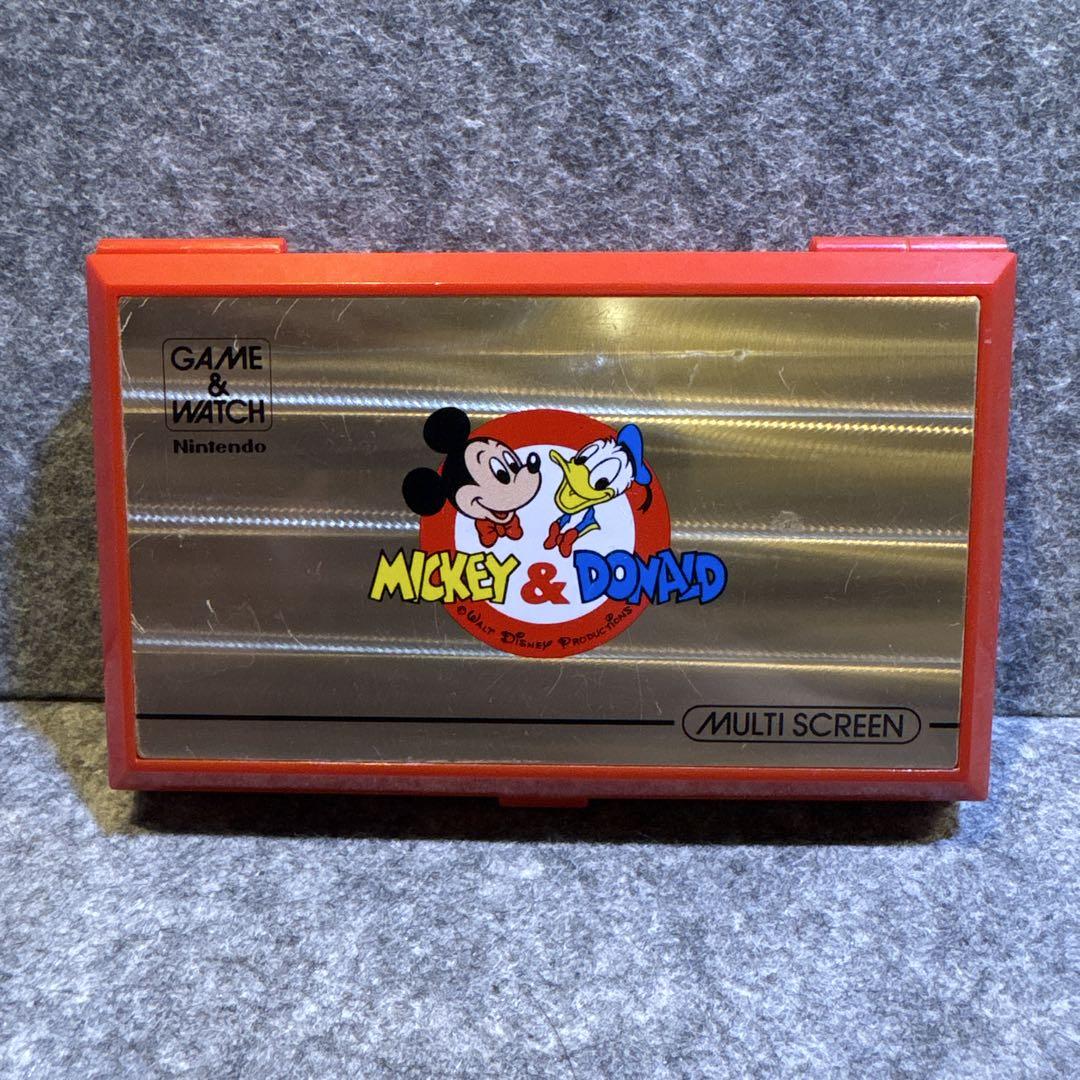 GAME
&
WATCH
Nintendo
MICKEY & DONALD
© WALT DISNEY PRODUCTIONS
MULTI SCREEN